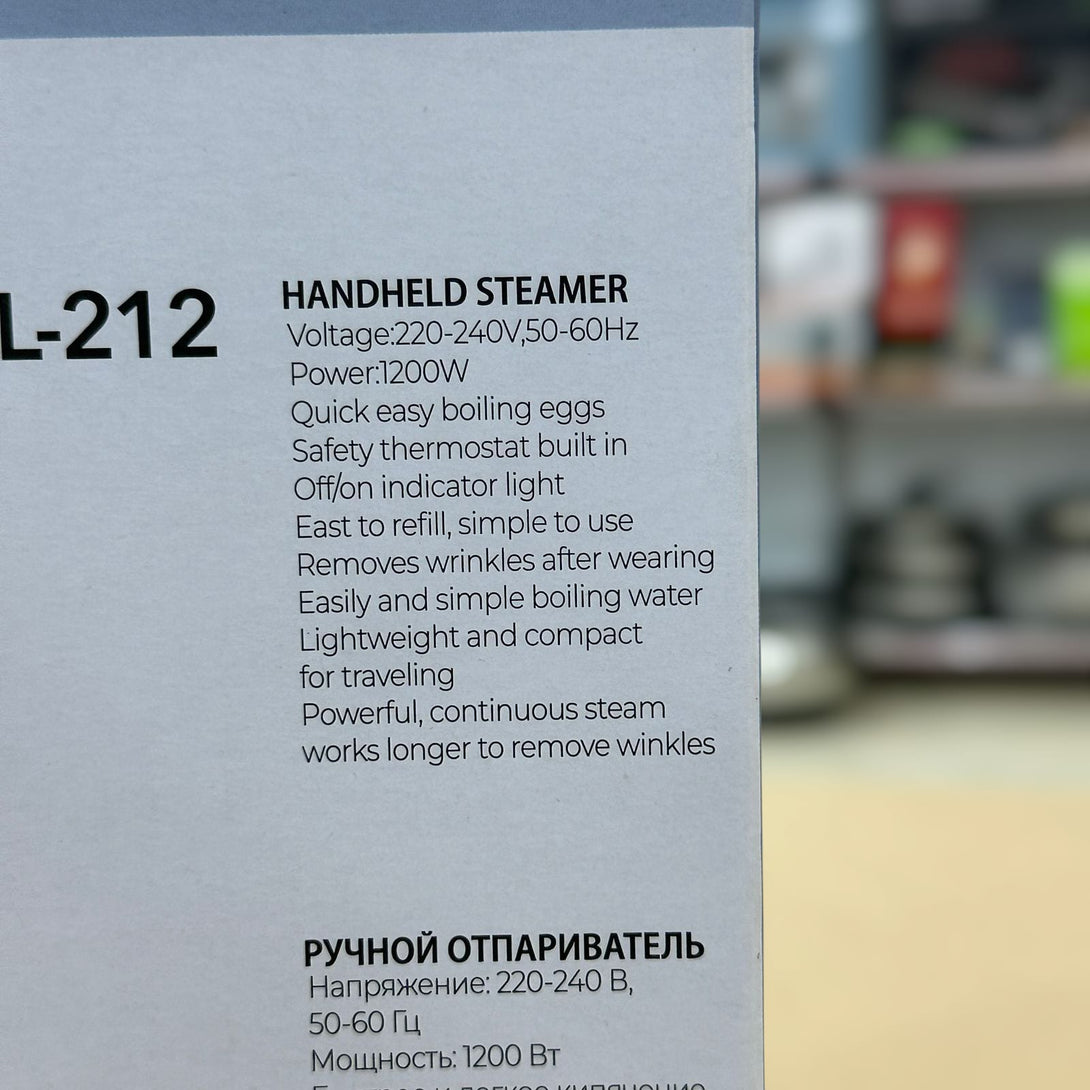 L-212
HANDHELD STEAMER
Voltage:220-240V,50-60Hz
Power:1200W
Quick easy boiling eggs
Safety thermostat built in
Off/on indicator light
East to refill, simple to use
Removes wrinkles after wearing
Easily and simple boiling water
Lightweight and compact
for traveling
Powerful, continuous steam
works longer to remove winkles
РУЧНОЙ ОТПАРИВАТЕЛЬ
Напряжение: 220-240 В,
50-60 Гц
Мощность: 1200 Вт